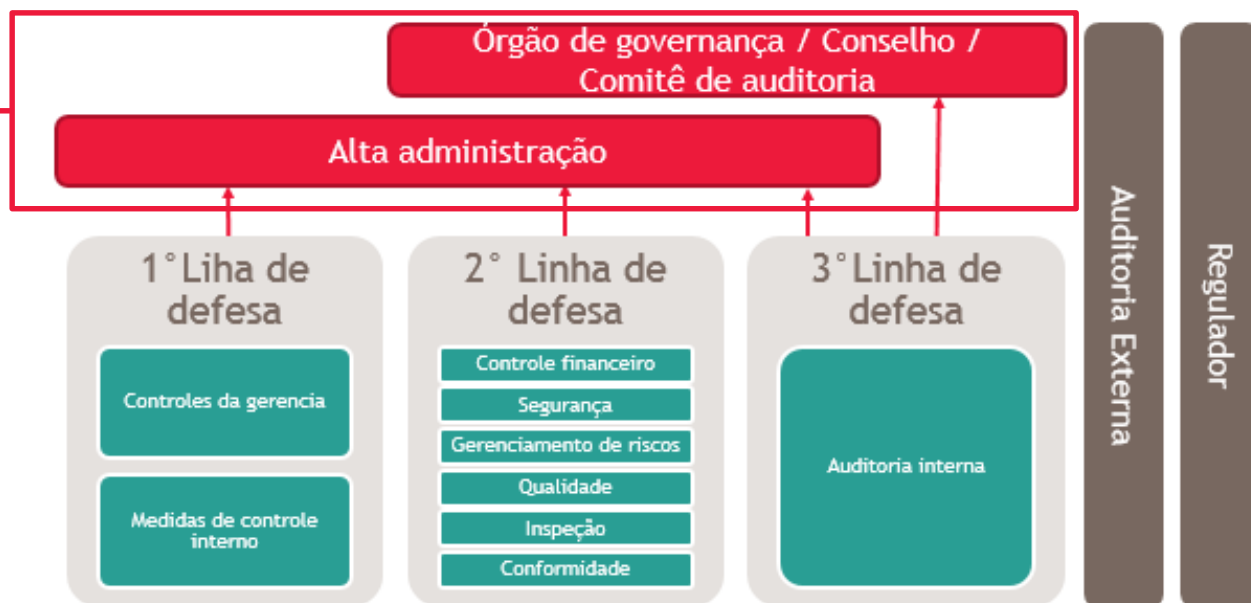 Órgão de governança / Conselho /
Comitê de auditoria
Alta administração
1°Liha de
defesa
Controles da gerencia
Medidas de controle
interno
2° Linha de
defesa
Controle financeiro
Segurança
Gerenciamento de riscos
Qualidade
Inspeção
Conformidade
3°Linha de
defesa
Auditoria interna
Auditoria Externa
Regulador